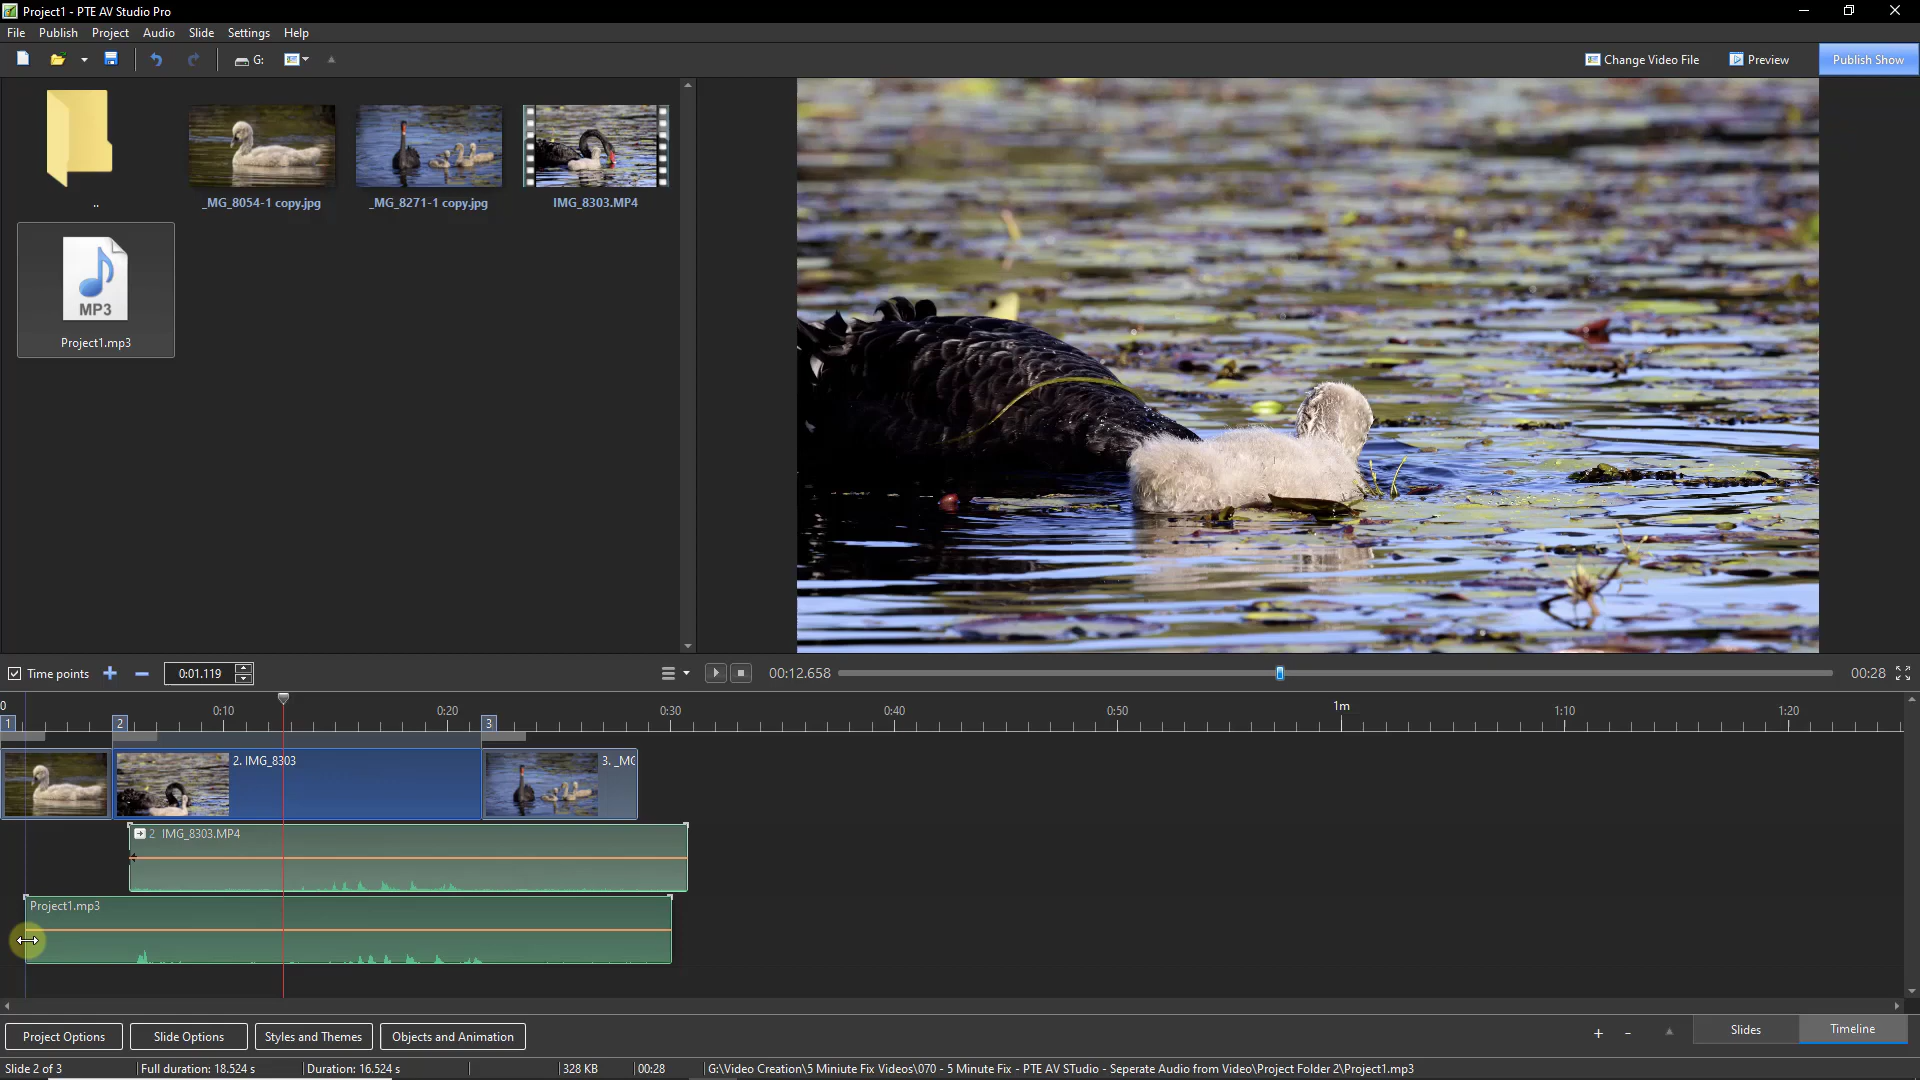 Project1 - PTE AV Studio Pro
File Publish Project Audio Slide Settings Help
G: Change Video File Preview Publish Show
..
_MG_8054-1 copy.jpg
_MG_8271-1 copy.jpg
IMG_8303.MP4
MP3
Project1.mp3
Time points 0:01.119 00:12.658 00:28
0 0:10 0:20 0:30 0:40 0:50 1m 1:10 1:20
1 2 3
2. IMG_8303 3. _MG
2 IMG_8303.MP4
Project1.mp3
Project Options Slide Options Styles and Themes Objects and Animation + - Slides Timeline
Slide 2 of 3 Full duration: 18.524 s Duration: 16.524 s 328 KB 00:28 G:\Video Creation\5 Miniute Fix Videos\070 - 5 Minute Fix - PTE AV STudio - Seperate Audio from Video\Project Folder 2\Project1.mp3